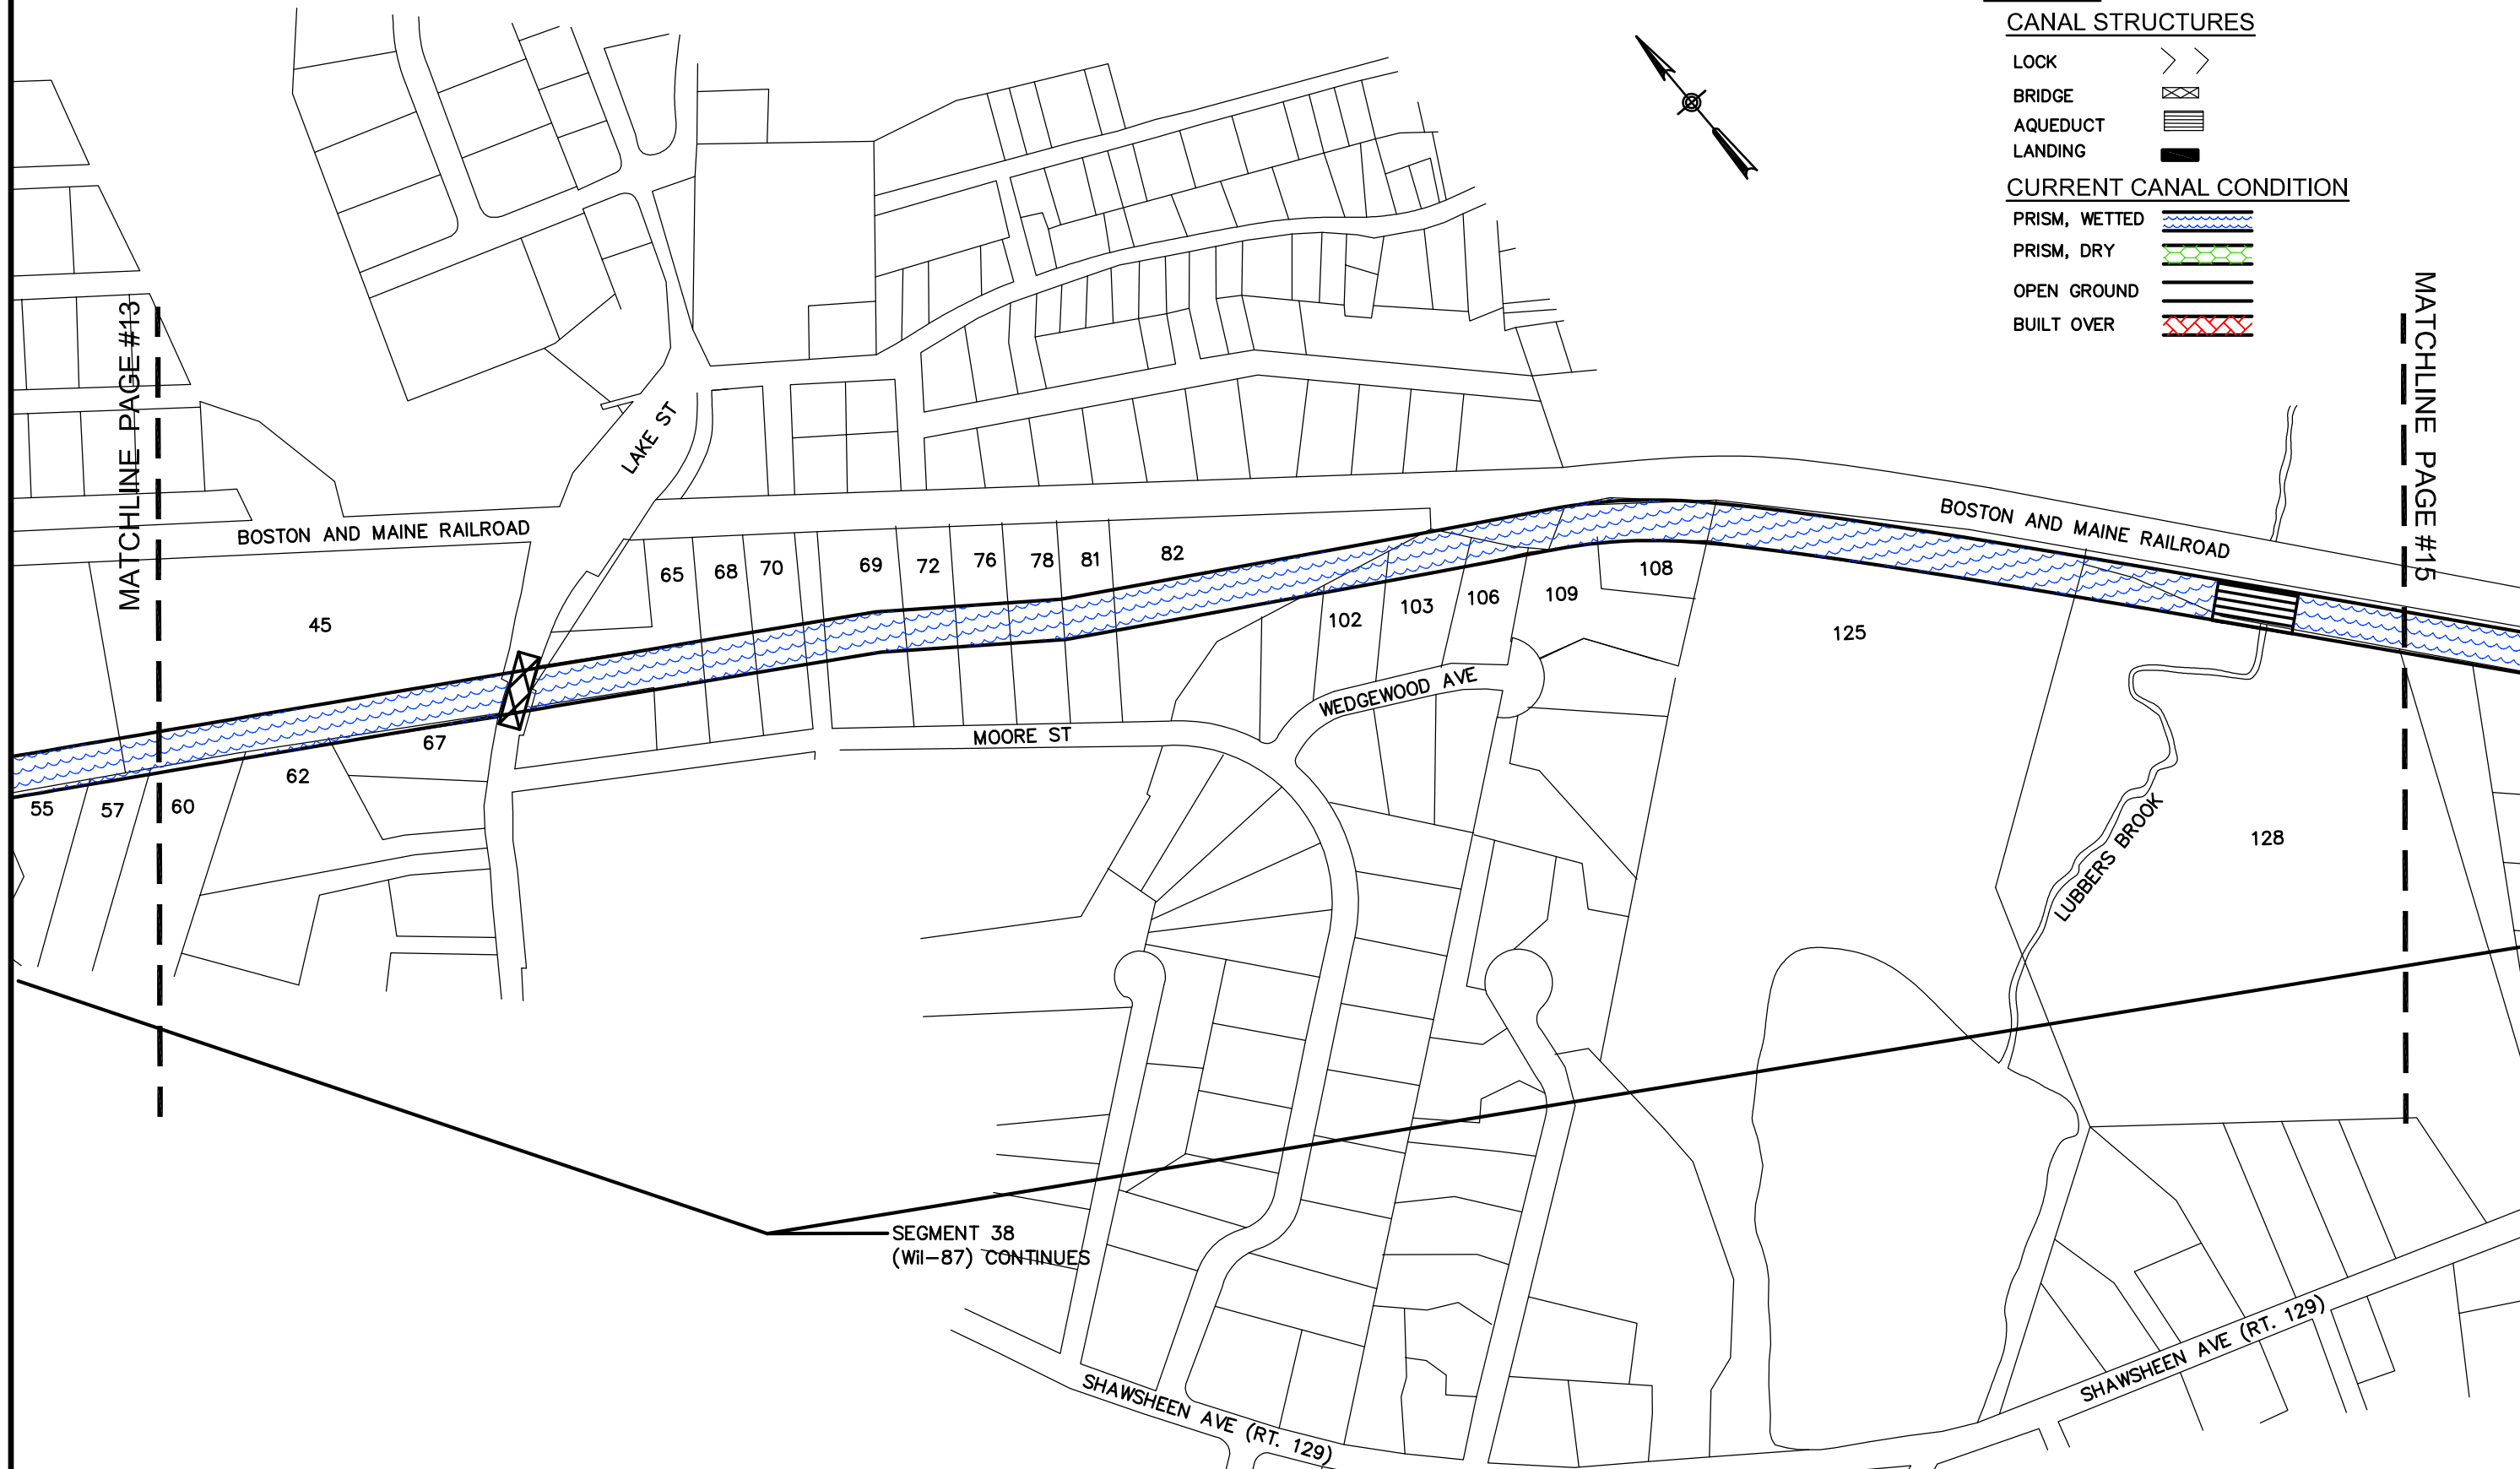 CANAL STRUCTURES
LOCK
BRIDGE
AQUEDUCT
LANDING
CURRENT CANAL CONDITION
PRISM, WETTED
PRISM, DRY
OPEN GROUND
BUILT OVER
MATCHLINE PAGE #13
MATCHLINE PAGE #15
LAKE ST
BOSTON AND MAINE RAILROAD
BOSTON AND MAINE RAILROAD
45
65
68
70
69
72
76
78
81
82
102
103
106
109
108
125
67
62
55
57
60
WEDGEWOOD AVE
MOORE ST
LUBBERS BROOK
128
SEGMENT 38
(Wil-87) CONTINUES
SHAWSHEEN AVE (RT. 129)
SHAWSHEEN AVE (RT. 129)